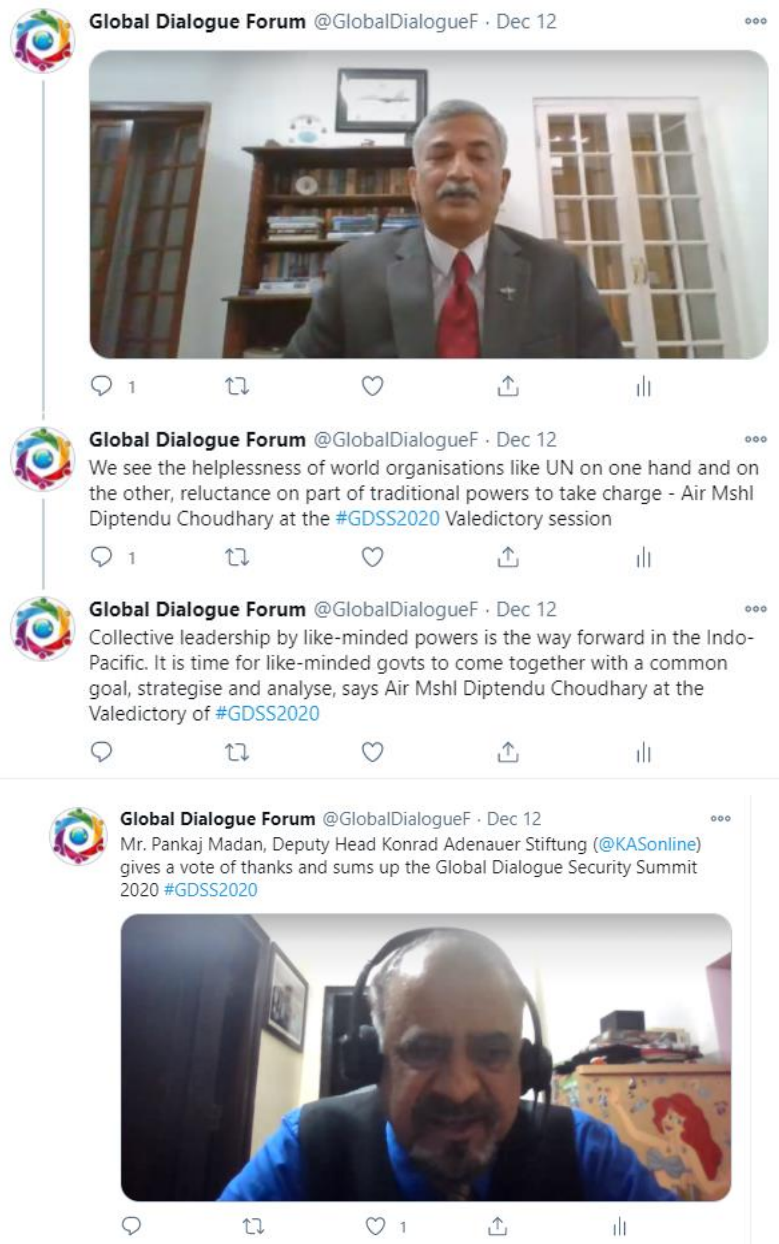 Global Dialogue Forum @GlobalDialogueF · Dec 12
1
Global Dialogue Forum @GlobalDialogueF · Dec 12
We see the helplessness of world organisations like UN on one hand and on
the other, reluctance on part of traditional powers to take charge - Air Mshl
Diptendu Choudhary at the #GDSS2020 Valedictory session
1
Global Dialogue Forum @GlobalDialogueF · Dec 12
Collective leadership by like-minded powers is the way forward in the Indo-
Pacific. It is time for like-minded govts to come together with a common
goal, strategise and analyse, says Air Mshl Diptendu Choudhary at the
Valedictory of #GDSS2020
Global Dialogue Forum @GlobalDialogueF · Dec 12
Mr. Pankaj Madan, Deputy Head Konrad Adenauer Stiftung (@KASonline)
gives a vote of thanks and sums up the Global Dialogue Security Summit
2020 #GDSS2020
1